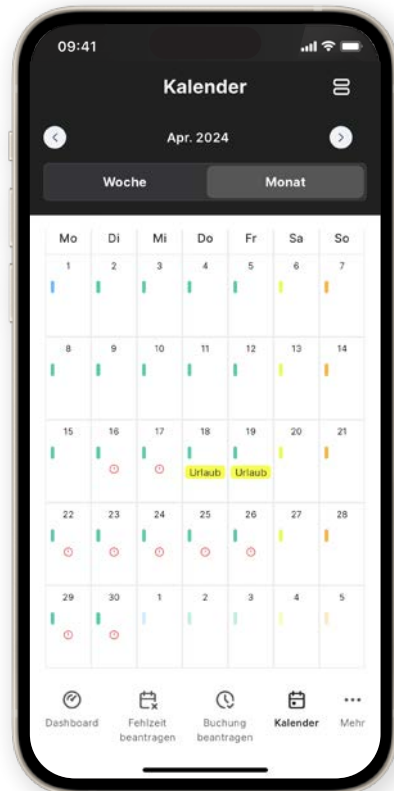 09:41
Kalender
Apr. 2024
Woche Monat
Mo Di Mi Do Fr Sa So
1 2 3 4 5 6 7
8 9 10 11 12 13 14
15 16 17 18 19 20 21
Urlaub Urlaub
22 23 24 25 26 27 28
29 30 1 2 3 4 5
Dashboard Fehlzeit Buchung Kalender Mehr
beantragen beantragen